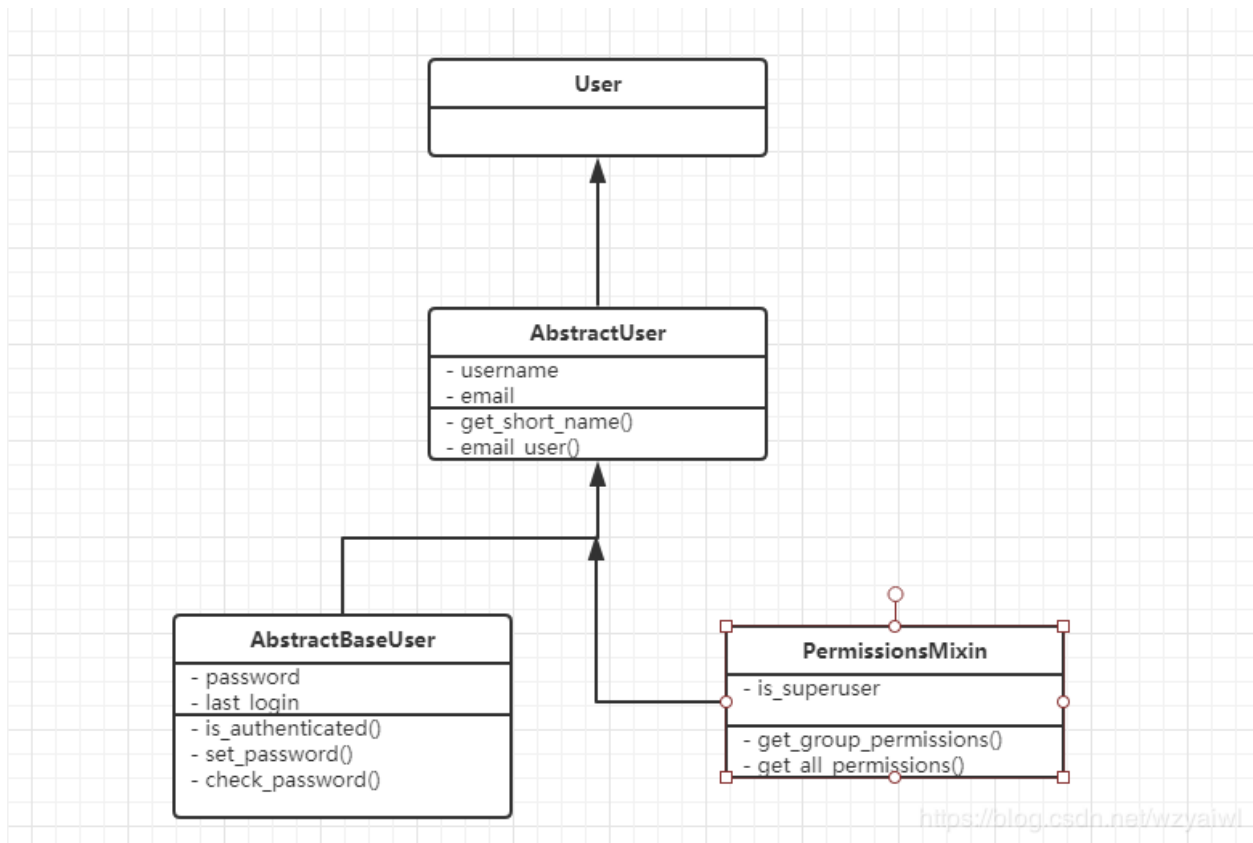 User
AbstractUser
- username
- email
- get_short_name()
- email_user()
AbstractBaseUser
- password
- last_login
- is_authenticated()
- set_password()
- check_password()
PermissionsMixin
- is_superuser
- get_group_permissions()
- get_all_permissions()
https://blog.csdn.net/wzyaiwl